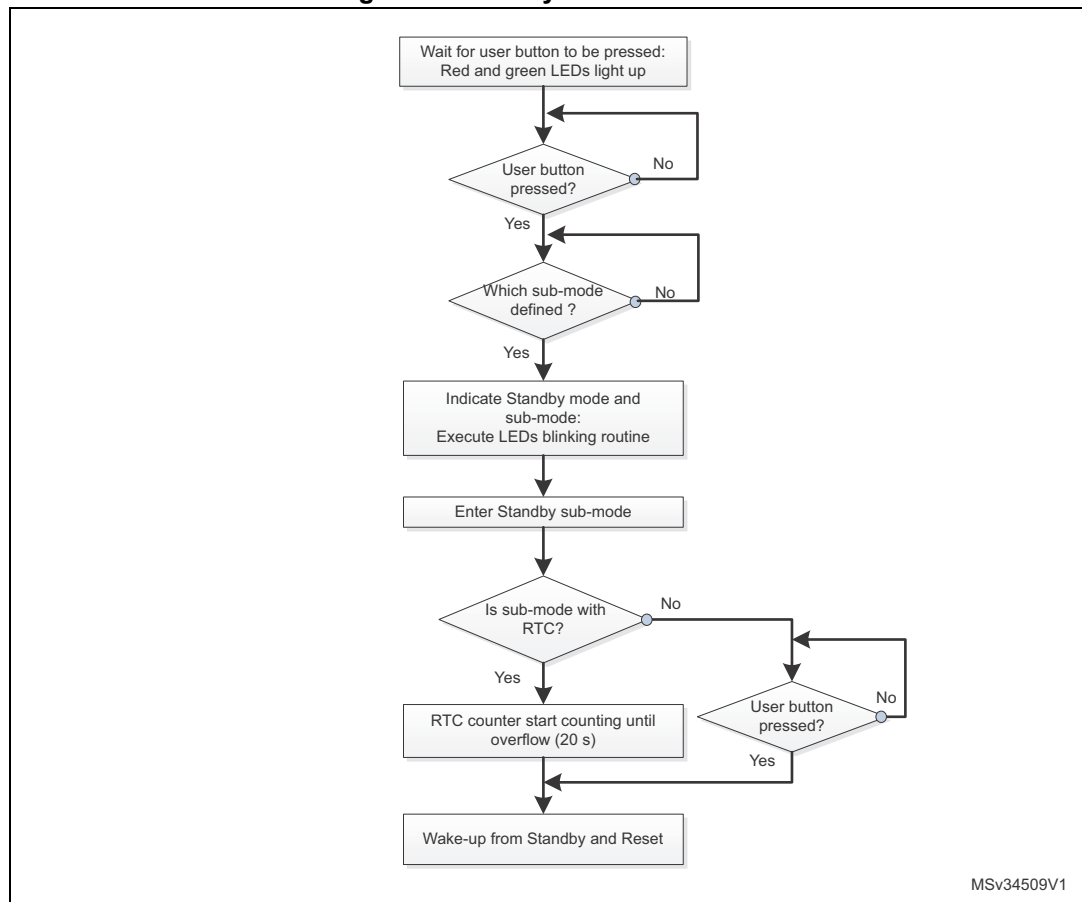 Wait for user button to be pressed:
Red and green LEDs light up
User button
pressed?
No
Yes
Which sub-mode
defined ?
No
Yes
Indicate Standby mode and
sub-mode:
Execute LEDs blinking routine
Enter Standby sub-mode
Is sub-mode with
RTC?
No
Yes
User button
pressed?
No
RTC counter start counting until
overflow (20 s)
Yes
Wake-up from Standby and Reset
MSv34509V1